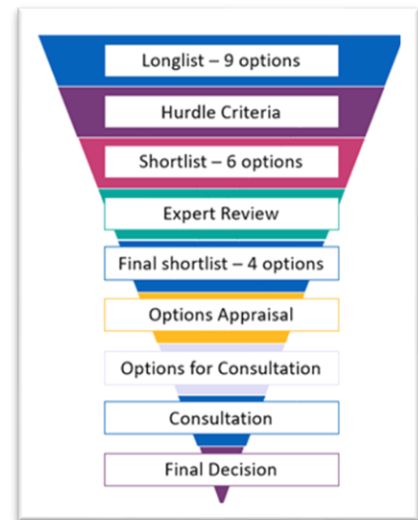 Longlist – 9 options
Hurdle Criteria
Shortlist – 6 options
Expert Review
Final shortlist – 4 options
Options Appraisal
Options for Consultation
Consultation
Final Decision